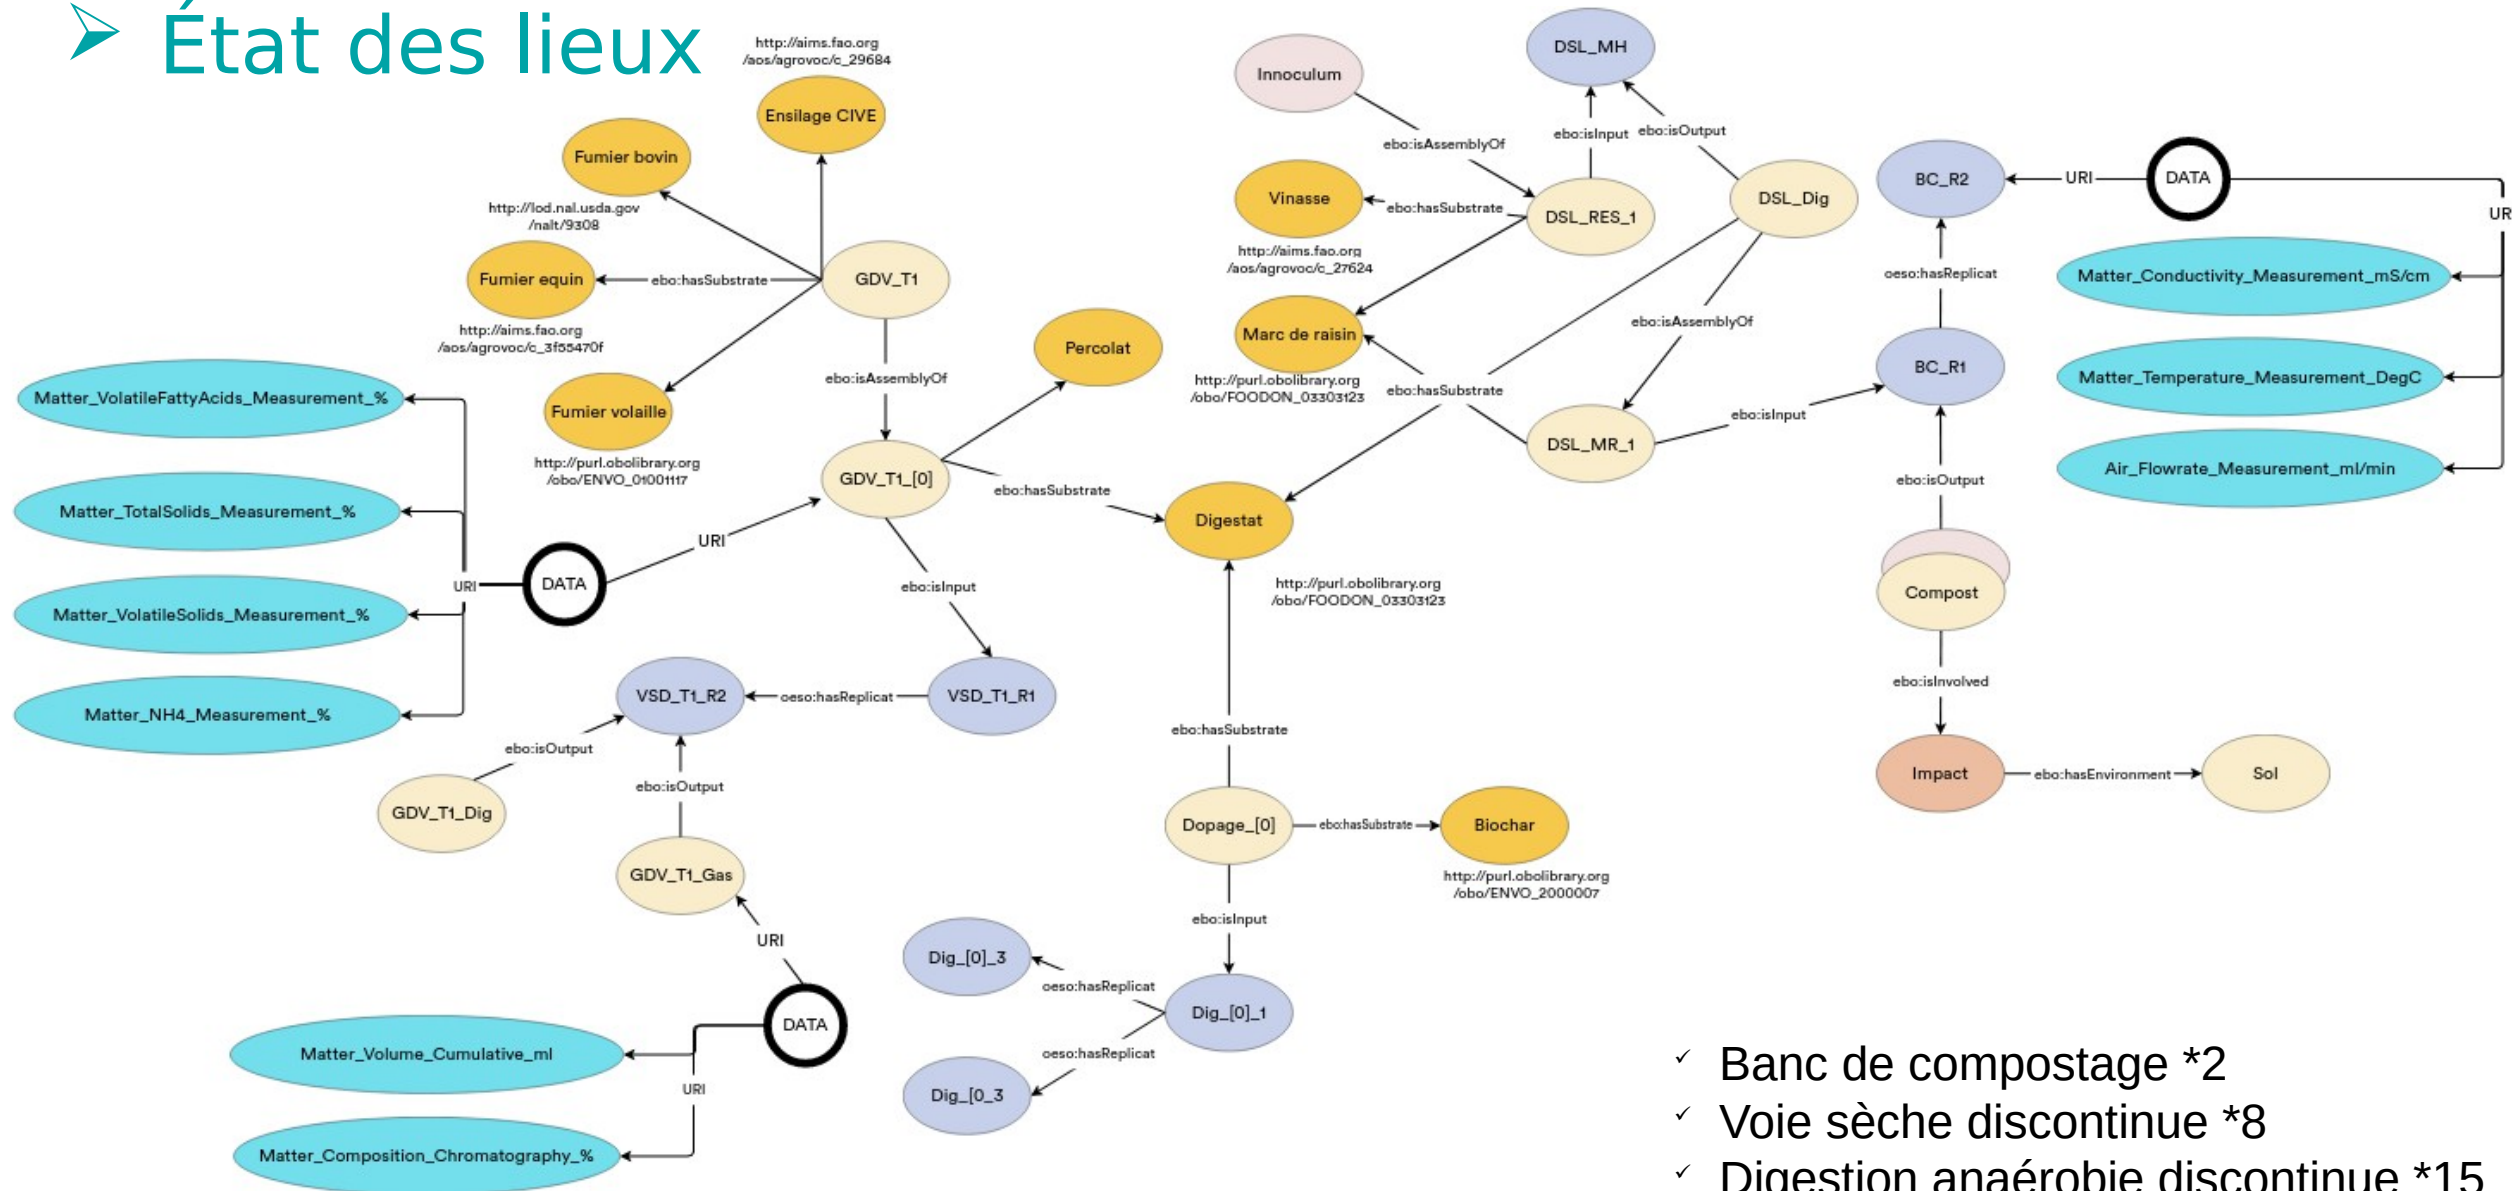 État des lieux
http://aims.fao.org
/aos/agrovoc/c_29684
Ensilage CIVE
Fumier bovin
http://lod.nal.usda.gov
/nalt/9308
Fumier equin
ebo:hasSubstrate
GDV_T1
http://aims.fao.org
/aos/agrovoc/c_3f55470f
Fumier volaille
http://purl.obolibrary.org
/obo/ENVO_01001117
ebo:isAssemblyOf
Percolat
GDV_T1_[0]
ebo:hasSubstrate
Matter_VolatileFattyAcids_Measurement_%
Matter_TotalSolids_Measurement_%
Matter_VolatileSolids_Measurement_%
Matter_NH4_Measurement_%
URI
DATA
URI
ebo:isInput
VSD_T1_R2
oeso:hasReplicat
VSD_T1_R1
ebo:isOutput
ebo:isOutput
GDV_T1_Dig
GDV_T1_Gas
URI
DATA
Matter_Volume_Cumulative_ml
URI
Matter_Composition_Chromatography_%
Innoculum
DSL_MH
ebo:isAssemblyOf
ebo:isInput
ebo:isOutput
Vinasse
ebo:hasSubstrate
DSL_RES_1
DSL_Dig
http://aims.fao.org
/aos/agrovoc/c_27624
Marc de raisin
ebo:isAssemblyOf
http://purl.obolibrary.org
/obo/FOODON_03303123
ebo:hasSubstrate
DSL_MR_1
ebo:isInput
Digestat
http://purl.obolibrary.org
/obo/FOODON_03303123
ebo:hasSubstrate
Dopage_[0]
ebo:hasSubstrate
Biochar
http://purl.obolibrary.org
/obo/ENVO_2000007
ebo:isInput
Dig_[0]_3
oeso:hasReplicat
Dig_[0]_1
oeso:hasReplicat
Dig_[0_3
BC_R2
URI
DATA
UR
oeso:hasReplicat
Matter_Conductivity_Measurement_mS/cm
BC_R1
Matter_Temperature_Measurement_DegC
ebo:isOutput
Air_Flowrate_Measurement_ml/min
Compost
ebo:isInvolved
Impact
ebo:hasEnvironment
Sol
✓ Banc de compostage *2
✓ Voie sèche discontinue *8
✓ Digestion anaérobie discontinue *15